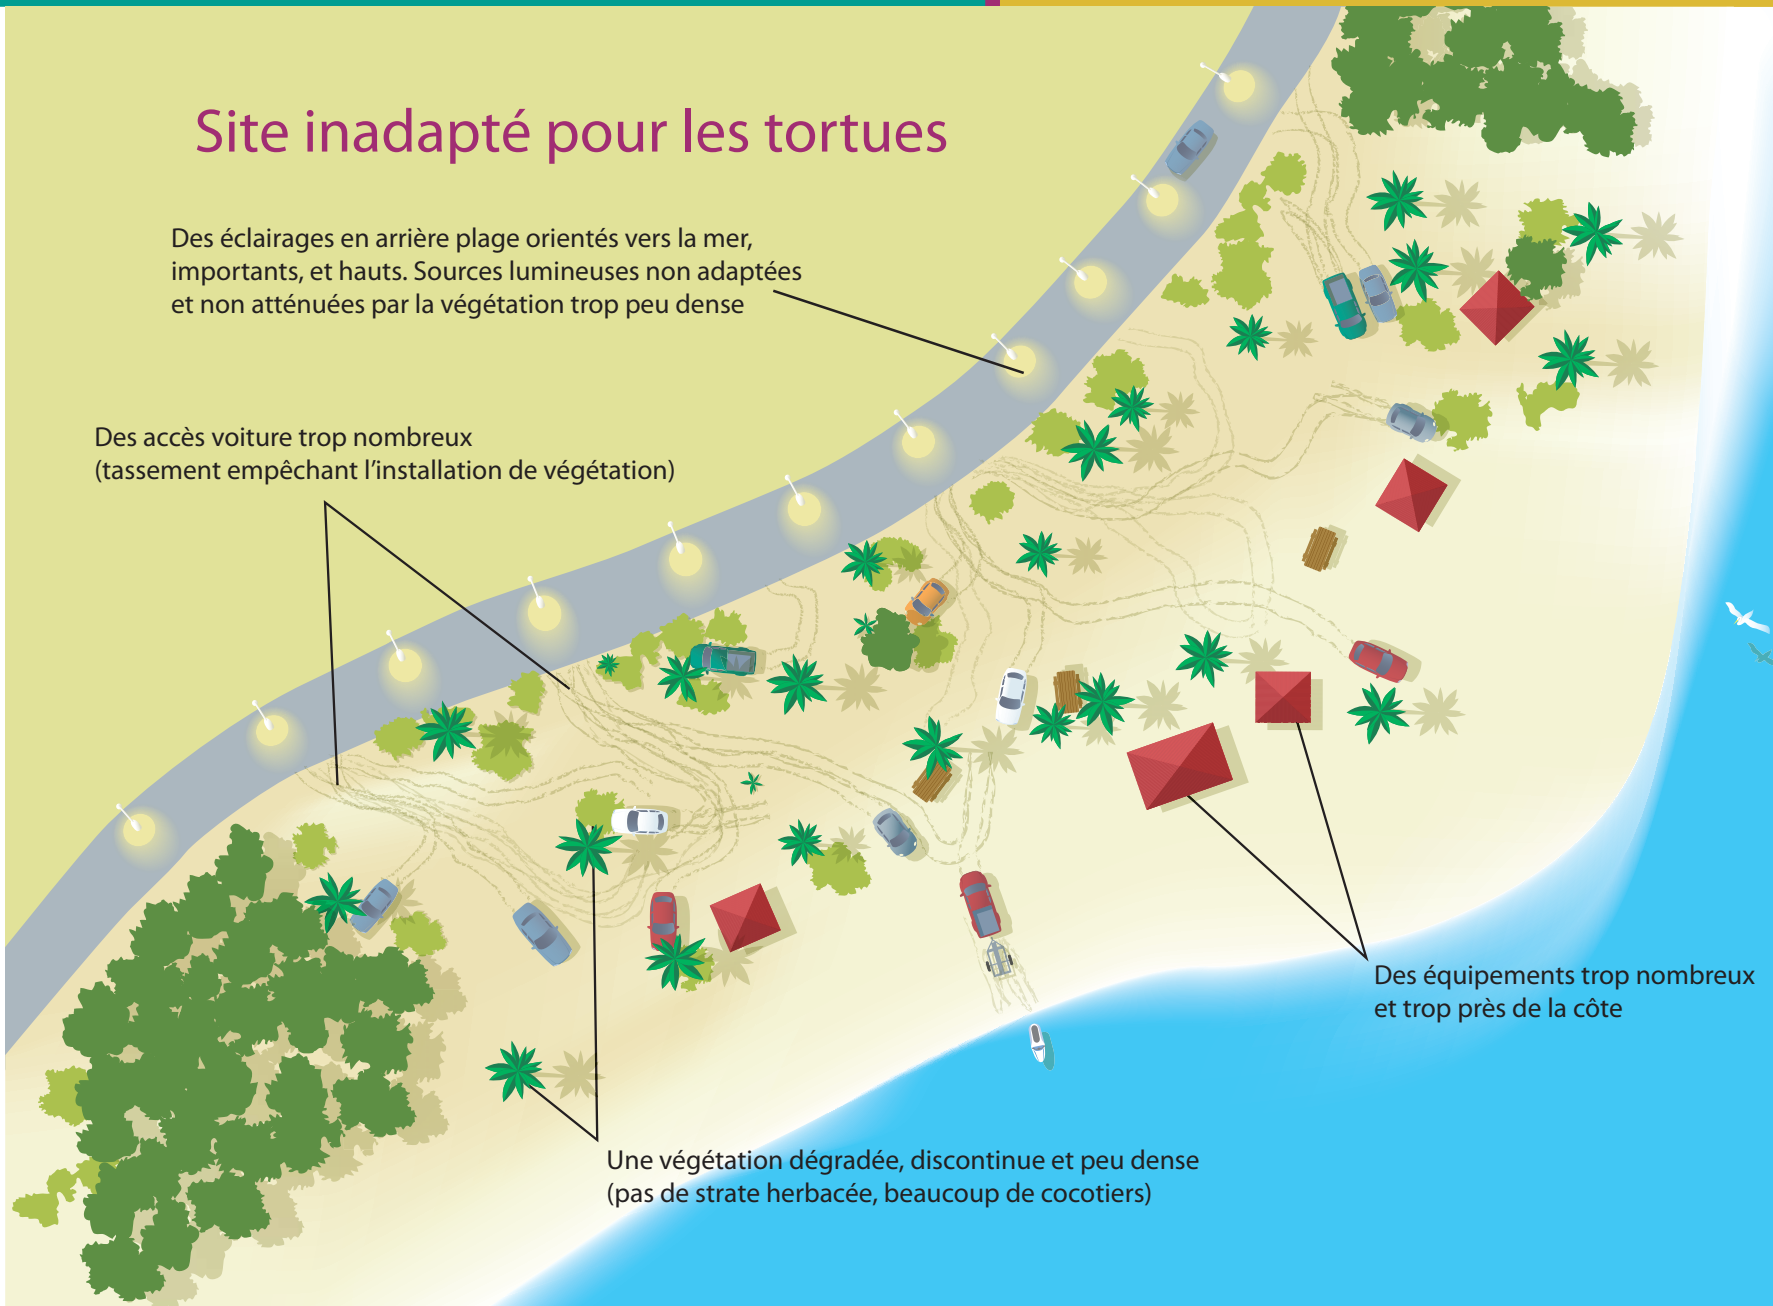 Site inadapté pour les tortues
Des éclairages en arrière plage orientés vers la mer,
importants, et hauts. Sources lumineuses non adaptées
et non atténuées par la végétation trop peu dense
Des accès voiture trop nombreux
(tassement empêchant l’installation de végétation)
Des équipements trop nombreux
et trop près de la côte
Une végétation dégradée, discontinue et peu dense
(pas de strate herbacée, beaucoup de cocotiers)